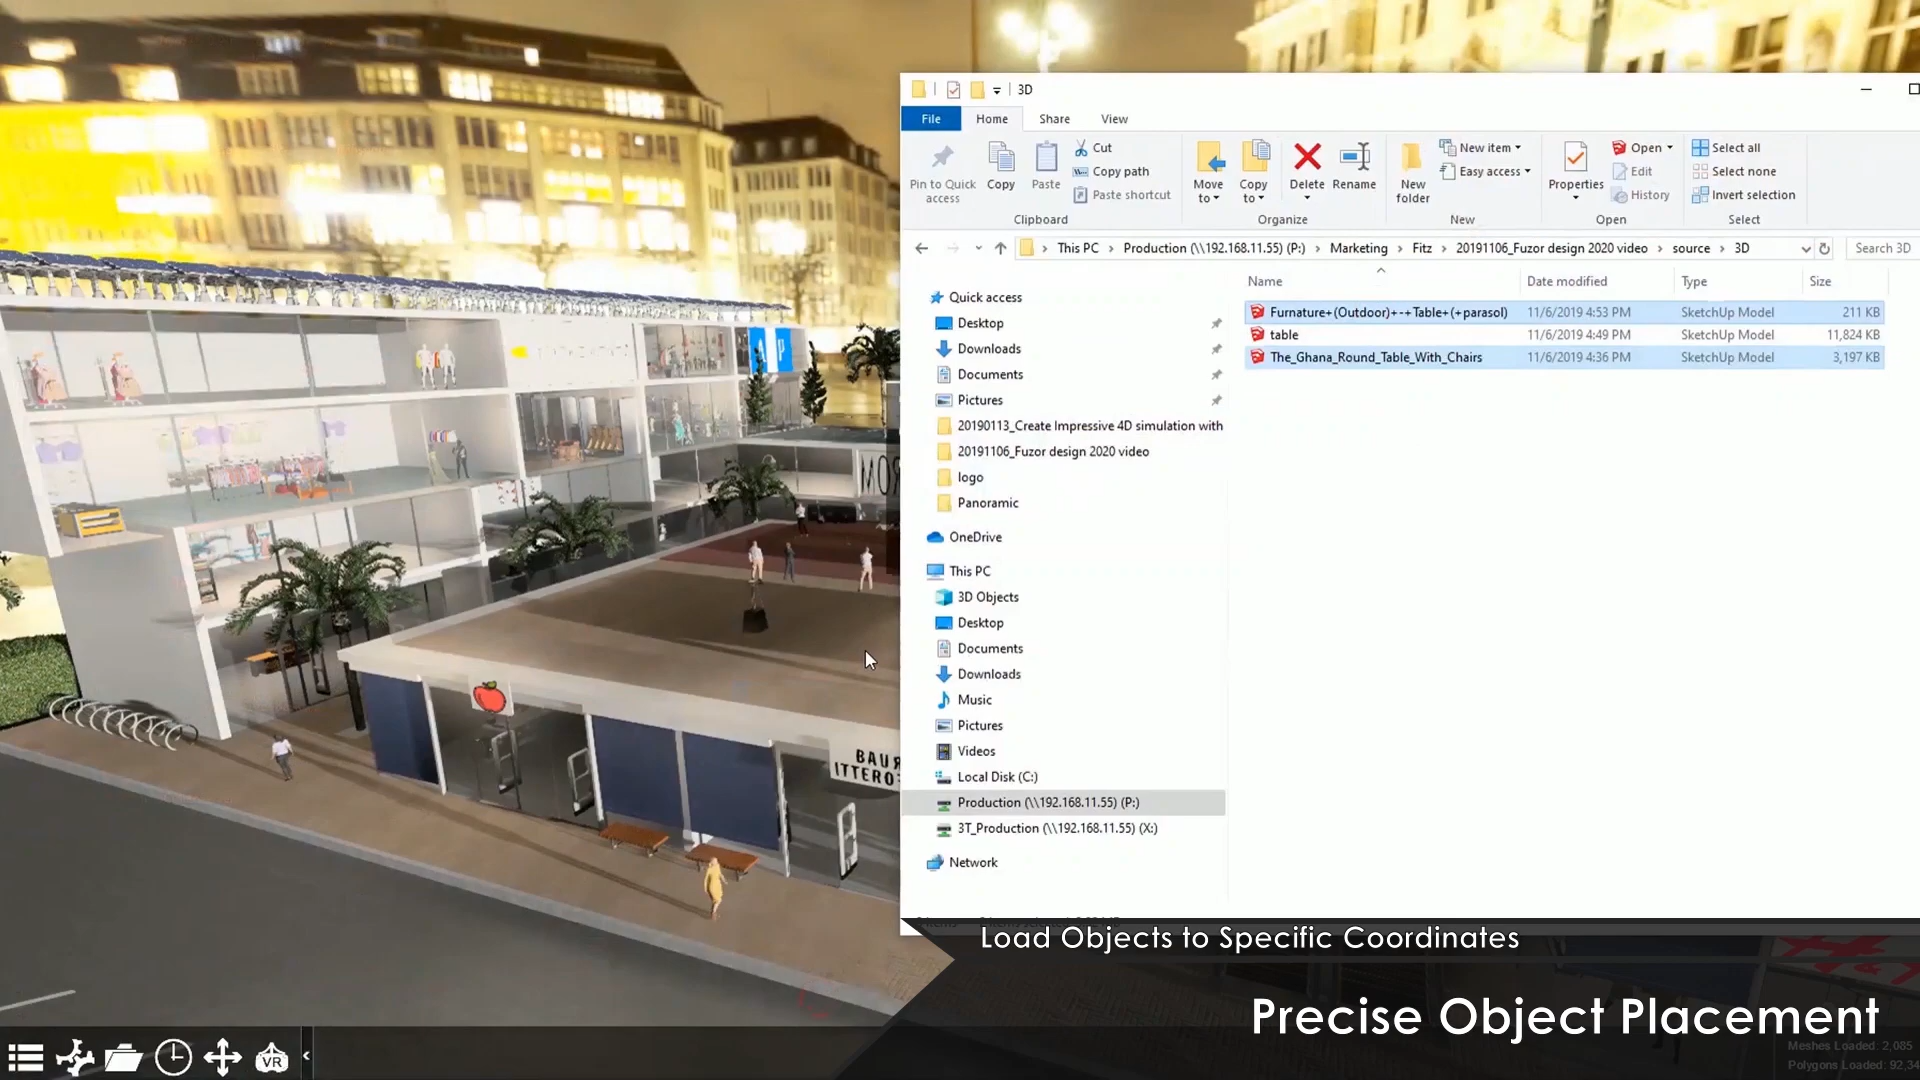 3D
File Home Share View
Pin to Quick access
Copy
Paste
Cut
Copy path
Paste shortcut
Clipboard
Move to
Copy to
Delete
Rename
Organize
New folder
New item
Easy access
New
Properties
Open
Edit
History
Open
Select all
Select none
Invert selection
Select
This PC > Production (\\192.168.11.55) (P:) > Marketing > Fitz > 20191106_Fuzor design 2020 video > source > 3D
Search 3D
Name Date modified Type Size
Furnature+(Outdoor)+-+Table+(+parasol) 11/6/2019 4:53 PM SketchUp Model 211 KB
table 11/6/2019 4:49 PM SketchUp Model 11,824 KB
The_Ghana_Round_Table_With_Chairs 11/6/2019 4:36 PM SketchUp Model 3,197 KB
Quick access
Desktop
Downloads
Documents
Pictures
20190113_Create Impressive 4D simulation with
20191106_Fuzor design 2020 video
logo
Panoramic
OneDrive
This PC
3D Objects
Desktop
Documents
Downloads
Music
Pictures
Videos
Local Disk (C:)
Production (\\192.168.11.55) (P:)
3T_Production (\\192.168.11.55) (X:)
Network
Load Objects to Specific Coordinates
Precise Object Placement
Meshes Loaded: 2,085
Polygons Loaded: 92,34
VR